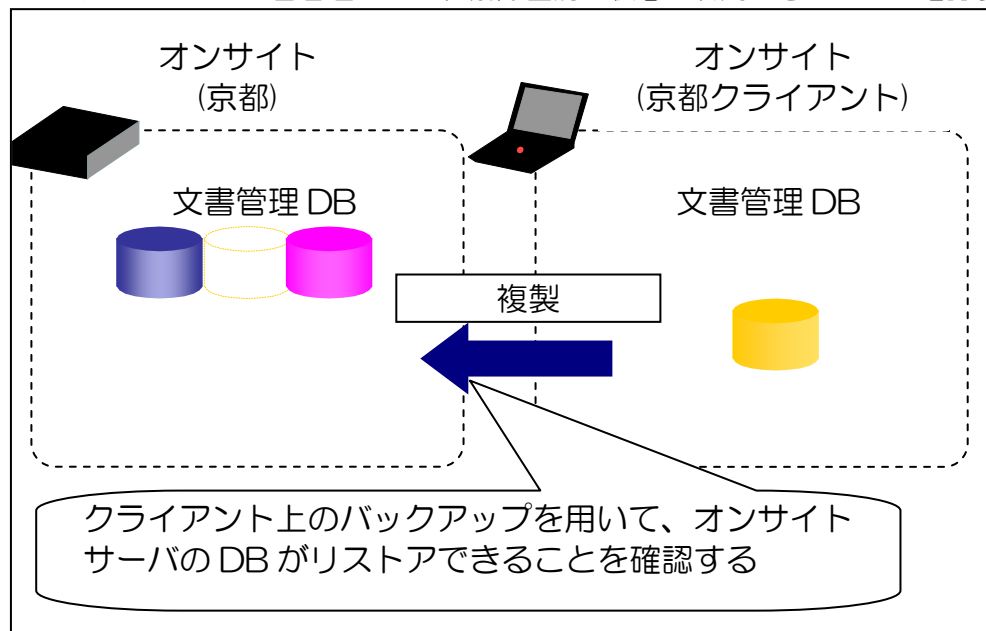 オンサイト
(京都)
オンサイト
(京都クライアント)
文書管理 DB
文書管理 DB
複製
クライアント上のバックアップを用いて、オンサイト
サーバの DB がリストアできることを確認する